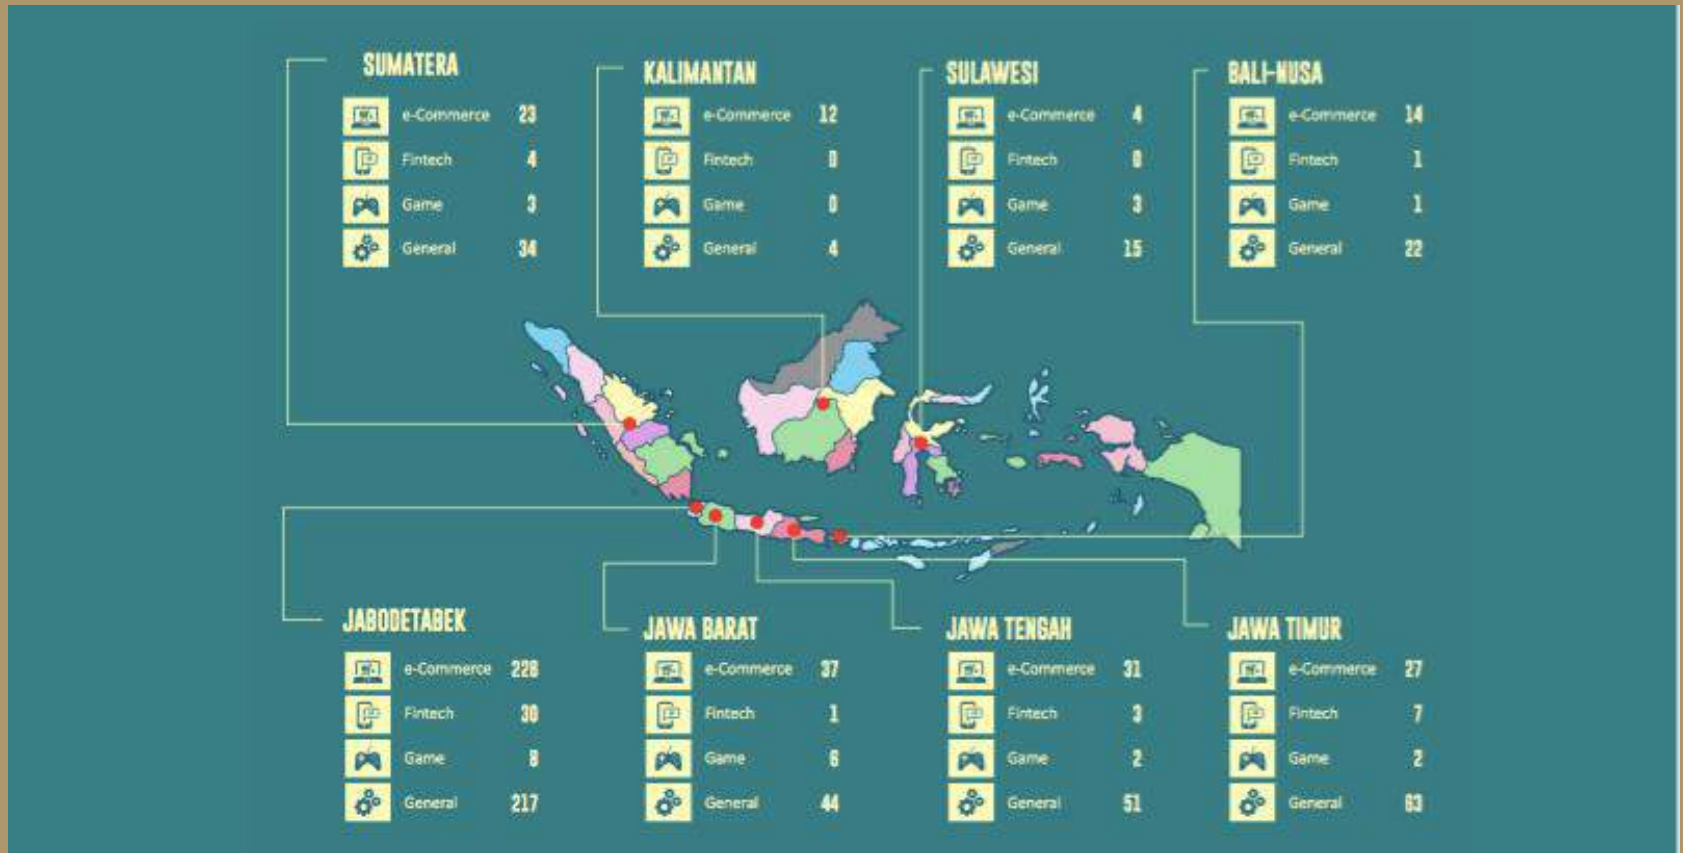 SUMATERA
e-Commerce 23
Fintech 4
Game 3
General 34
KALIMANTAN
e-Commerce 12
Fintech 0
Game 0
General 4
SULAWESI
e-Commerce 4
Fintech 0
Game 3
General 15
BALI-NUSA
e-Commerce 14
Fintech 1
Game 1
General 22
JABODETABEK
e-Commerce 228
Fintech 30
Game 8
General 217
JAWA BARAT
e-Commerce 37
Fintech 1
Game 6
General 44
JAWA TENGAH
e-Commerce 31
Fintech 3
Game 2
General 51
JAWA TIMUR
e-Commerce 27
Fintech 7
Game 2
General 63